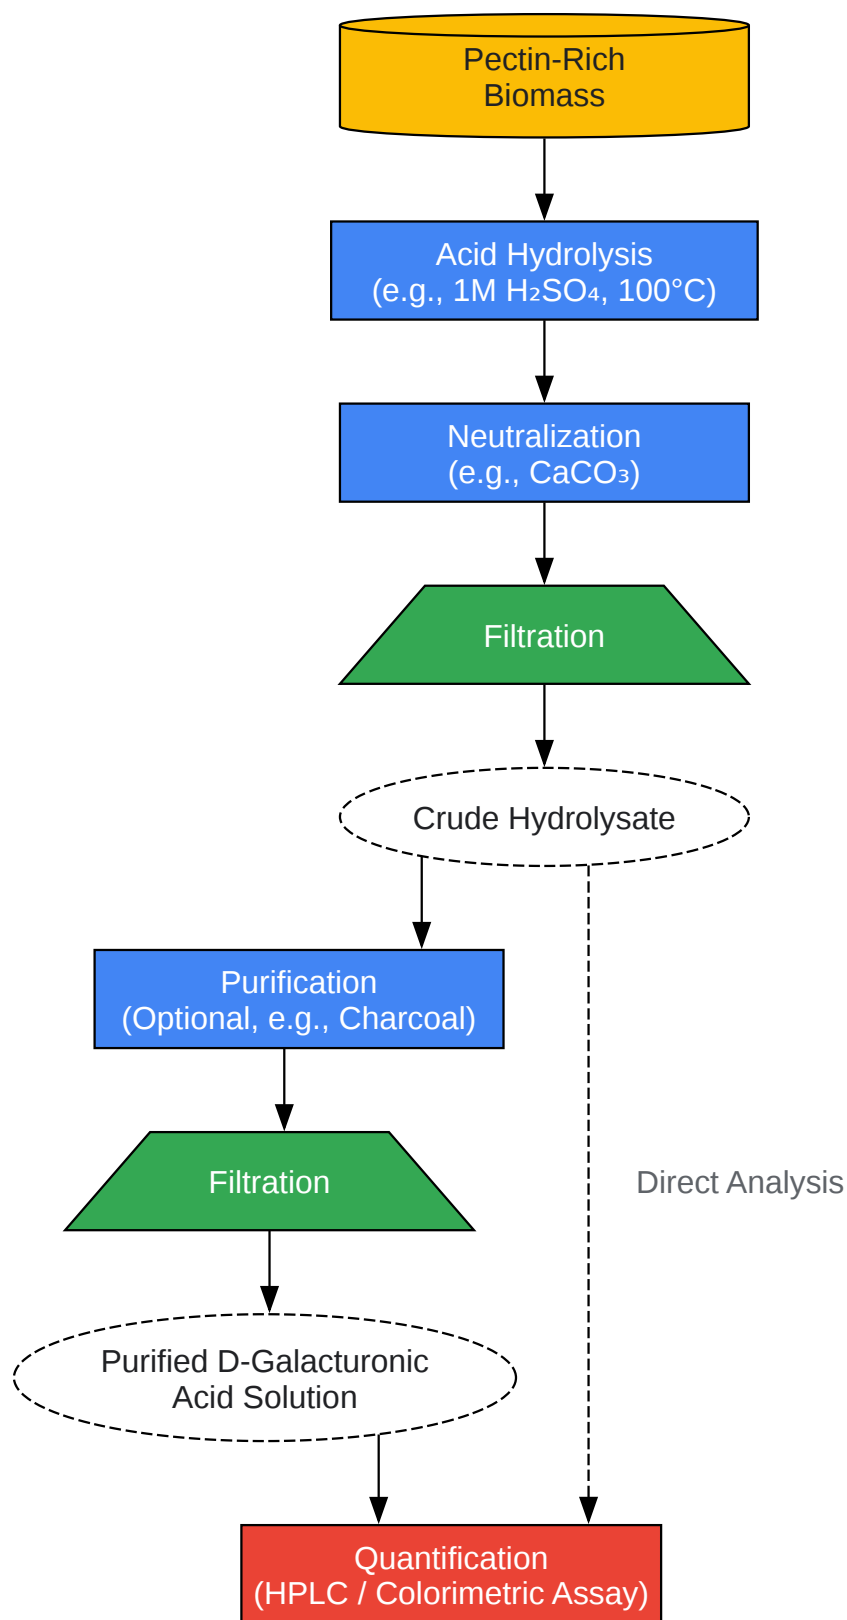 Pectin-Rich
Biomass
Acid Hydrolysis
(e.g., 1M H₂SO₄, 100°C)
Neutralization
(e.g., CaCO₃)
Filtration
Crude Hydrolysate
Purification
(Optional, e.g., Charcoal)
Filtration
Direct Analysis
Purified D-Galacturonic
Acid Solution
Quantification
(HPLC / Colorimetric Assay)